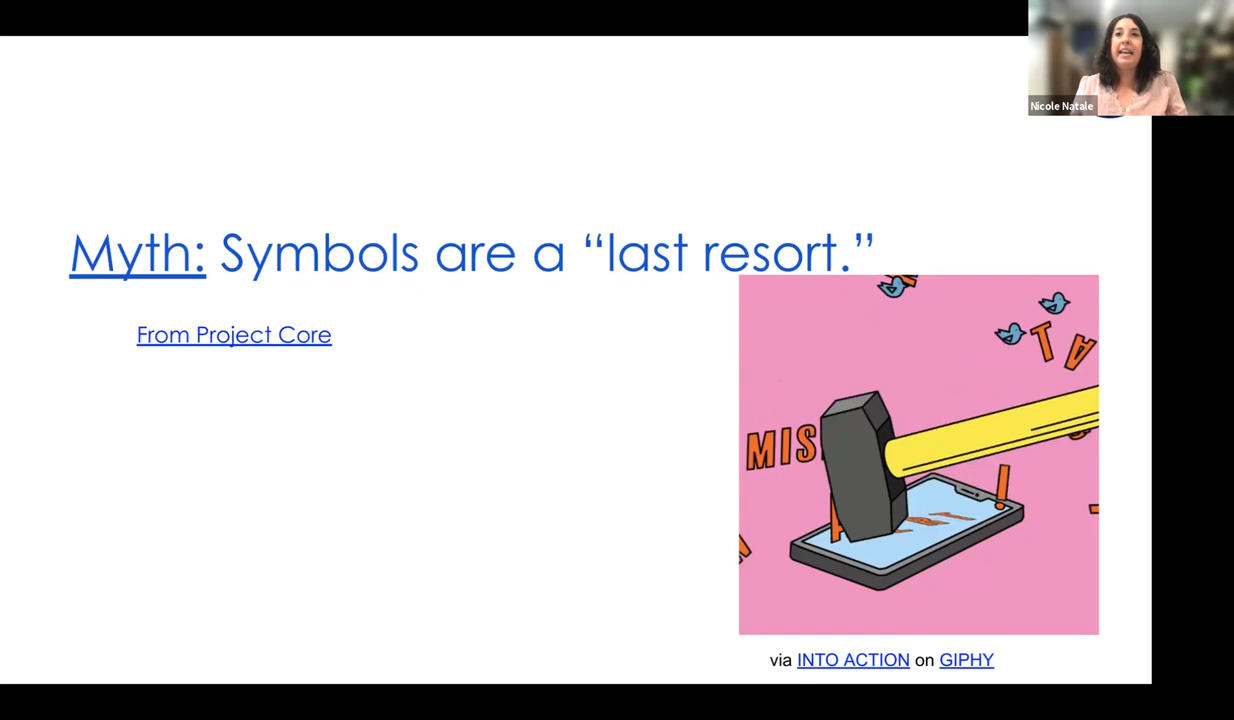 Nicole Natale
Myth: Symbols are a “last resort.”
From Project Core
T A
MIS
via INTO ACTION on GIPHY